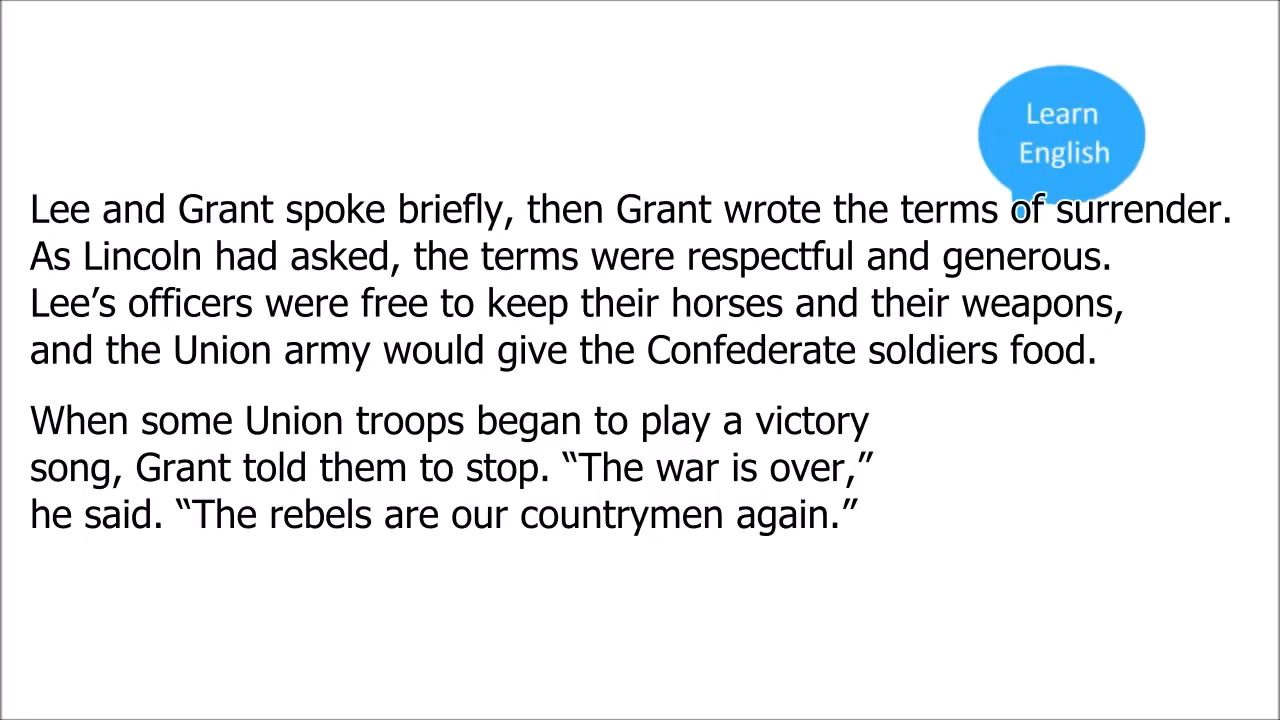 Learn
English
Lee and Grant spoke briefly, then Grant wrote the terms of surrender.
As Lincoln had asked, the terms were respectful and generous.
Lee’s officers were free to keep their horses and their weapons,
and the Union army would give the Confederate soldiers food.
When some Union troops began to play a victory
song, Grant told them to stop. “The war is over,”
he said. “The rebels are our countrymen again.”